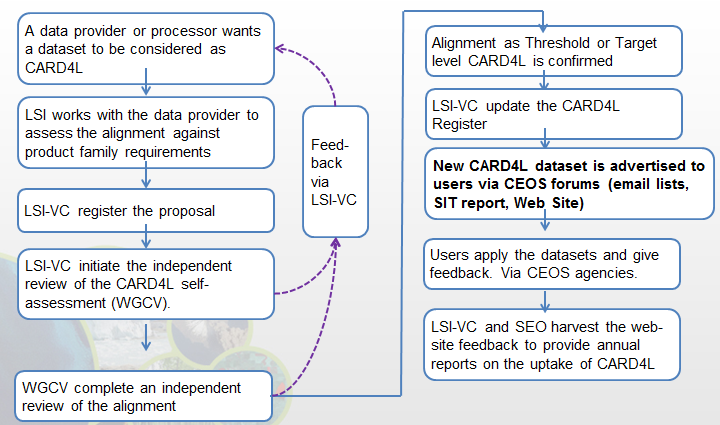 A data provider or processor wants
a dataset to be considered as
CARD4L
LSI works with the data provider to
assess the alignment against
product family requirements
LSI-VC register the proposal
LSI-VC initiate the independent
review of the CARD4L self-
assessment (WGCV).
WGCV complete an independent
review of the alignment
Feed-
back
via
LSI-VC
Alignment as Threshold or Target
level CARD4L is confirmed
LSI-VC update the CARD4L
Register
New CARD4L dataset is advertised to
users via CEOS forums (email lists,
SIT report, Web Site)
Users apply the datasets and give
feedback. Via CEOS agencies.
LSI-VC and SEO harvest the web-
site feedback to provide annual
reports on the uptake of CARD4L